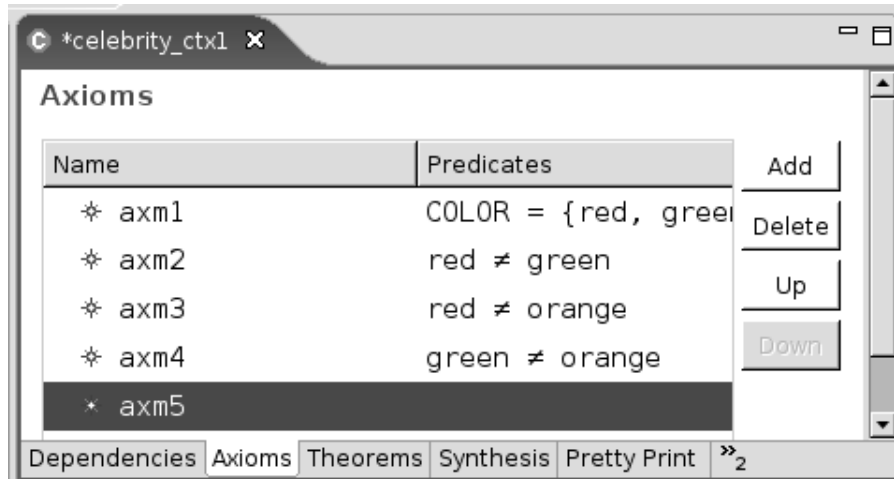 C *celebrity_ctx1
Axioms
Name Predicates
Add
axm1 COLOR = {red, green
Delete
axm2 red ≠ green
Up
axm3 red ≠ orange
Down
axm4 green ≠ orange
axm5
Dependencies Axioms Theorems Synthesis Pretty Print »2